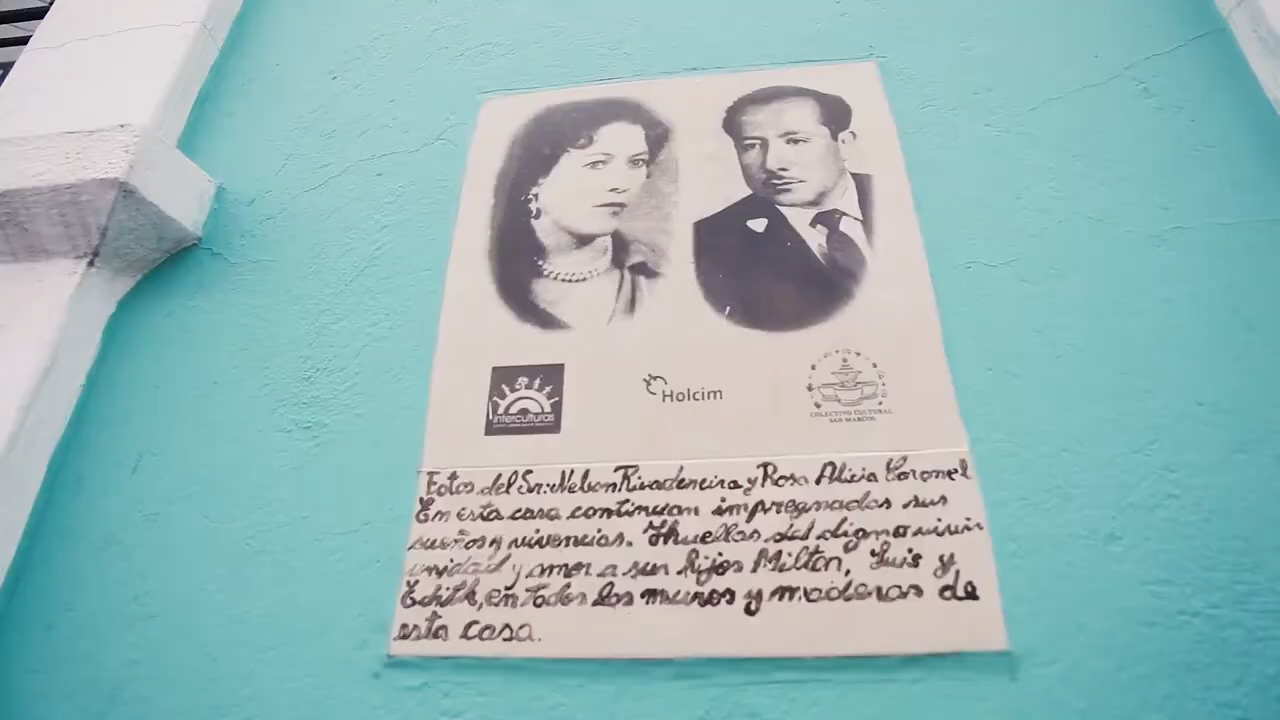 interculturas
Holcim
COLECTIVO CULTURAL
SAN MARCOS
Fotos del Sr: Nelson Rivadeneira y Rosa Alicia Coronel
En esta casa continuan impregnados sus
sueños y vivencias. Huellas del digno vivir
unidad y amor a sus hijos Milton, Luis y
Edith, en todos los muros y maderas de
esta casa.